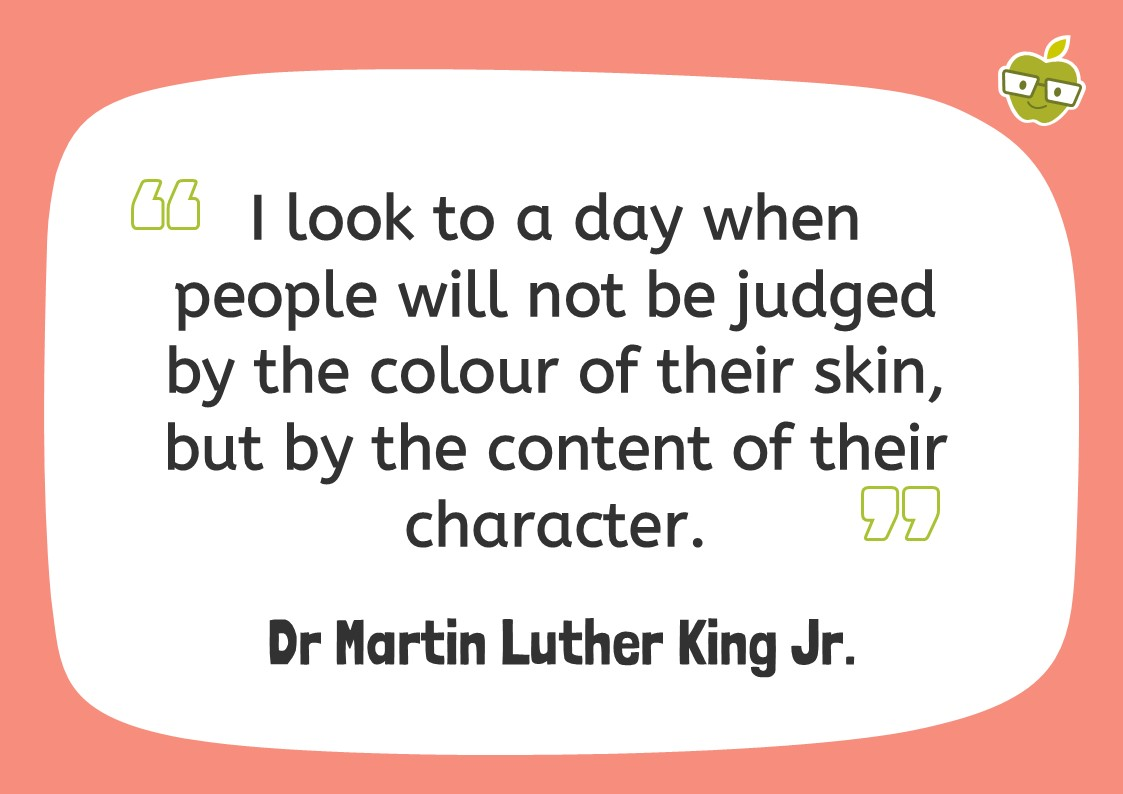 “ I look to a day when
people will not be judged
by the colour of their skin,
but by the content of their
character. ”
Dr Martin Luther King Jr.